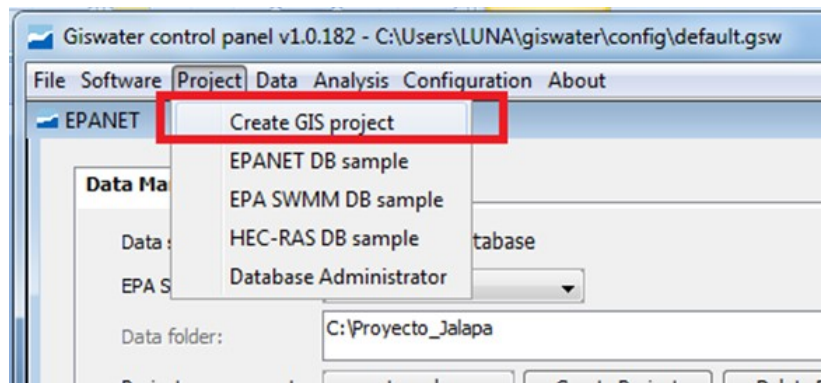 Giswater control panel v1.0.182 - C:\Users\LUNA\giswater\config\default.gsw
File Software Project Data Analysis Configuration About
EPANET
Create GIS project
EPANET DB sample
EPA SWMM DB sample
HEC-RAS DB sample
Database Administrator
Data Ma
Data s
tabase
EPA S
Data folder:
C:\Proyecto_Jalapa